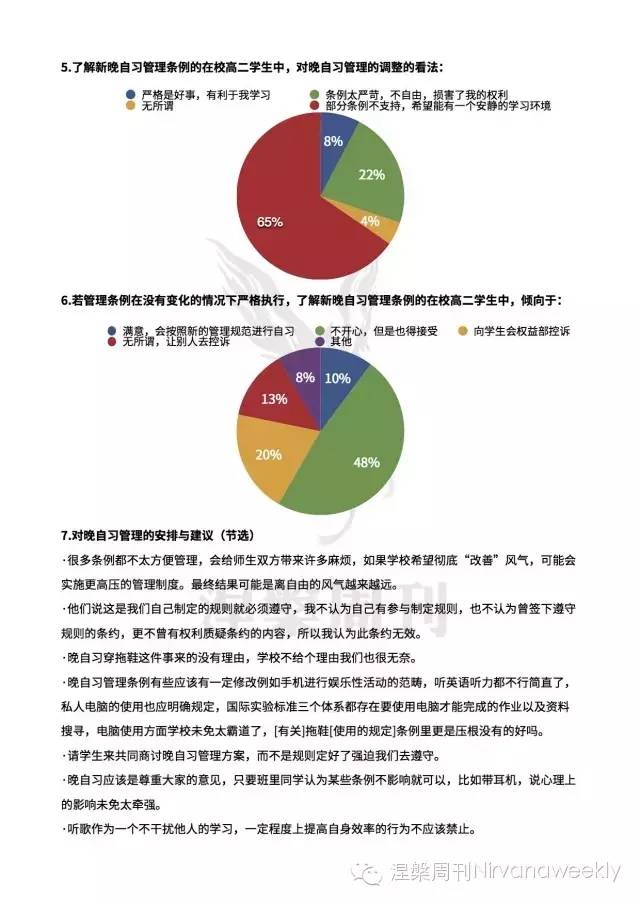 5.了解新晚自习管理条例的在校高二学生中，对晚自习管理的调整的看法：
严格是好事，有利于我学习
条例太严苛，不自由，损害了我的权利
无所谓
部分条例不支持，希望能有一个安静的学习环境
8%
22%
4%
65%
6.若管理条例在没有变化的情况下严格执行，了解新晚自习管理条例的在校高二学生中，倾向于：
满意，会按照新的管理规范进行自习
不开心，但是也得接受
向学生会权益部控诉
无所谓，让别人去控诉
其他
8%
10%
13%
20%
48%
7.对晚自习管理的安排与建议（节选）
·很多条例都不太方便管理，会给师生双方带来许多麻烦，如果学校希望彻底“改善”风气，可能会
实施更高压的管理制度。最终结果可能是离自由的风气越来越远。
·他们说这是我们自己制定的规则就必须遵守，我不认为自己有参与制定规则，也不认为曾签下遵守
规则的条约，更不曾有权利质疑条约的内容，所以我认为此条约无效。
·晚自习穿拖鞋这件事来的没有理由，学校不给个理由我们也很无奈。
·晚自习管理条例有些应该有一定修改例如手机进行娱乐性活动的范畴，听英语听力都不行简直了，
私人电脑的使用也应明确规定，国际实验标准三个体系都存在要使用电脑才能完成的作业以及资料
搜寻，电脑使用方面学校未免太霸道了，[有关]拖鞋[使用的规定]条例里更是压根没有的好吗。
·请学生来共同商讨晚自习管理方案，而不是规则定好了强迫我们去遵守。
·晚自习应该是尊重大家的意见，只要班里同学认为某些条例不影响就可以，比如带耳机，说心理上
的影响未免太牵强。
·听歌作为一个不干扰他人的学习，一定程度上提高自身效率的行为不应该禁止。
涅槃周刊
涅槃周刊Nirvanaweekly